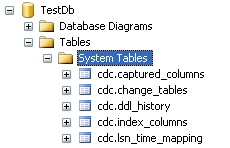 TestDb
Database Diagrams
Tables
System Tables
cdc.captured_columns
cdc.change_tables
cdc.ddl_history
cdc.index_columns
cdc.lsn_time_mapping